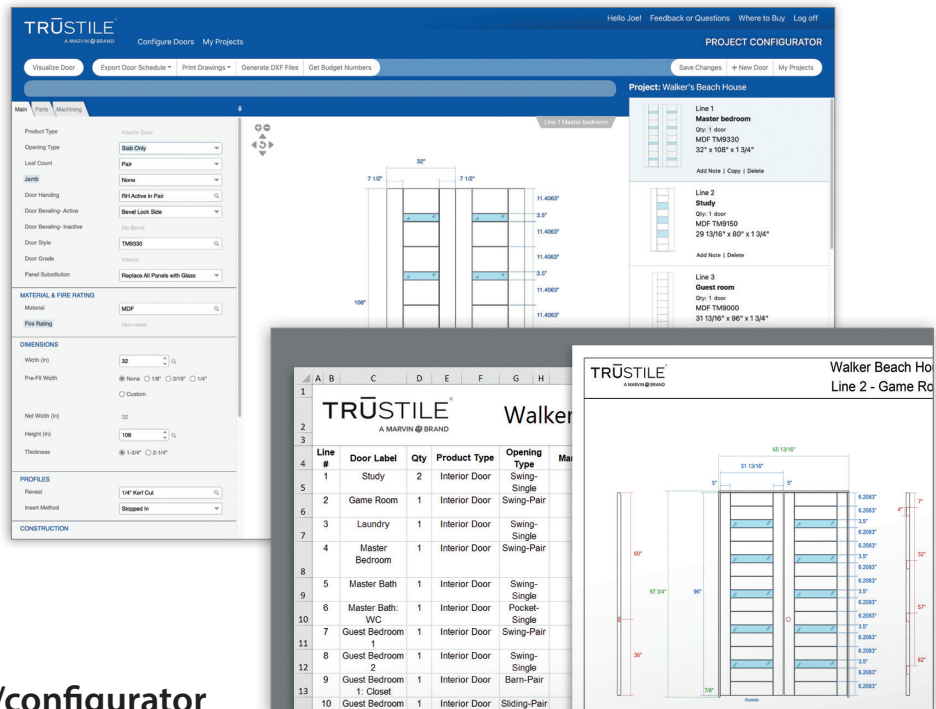 TRŪSTILE
A MARVIN BRAND
Configure Doors My Projects
Hello Joe! Feedback or Questions Where to Buy Log off
PROJECT CONFIGURATOR
Visualize Door Export Door Schedule Print Drawings Generate DXF Files Get Budget Numbers
Save Changes + New Door My Projects
Project: Walker's Beach House
Main Parts Machining
Line 1 Master bedroom
Product Type Interior Door
Opening Type Slab Only
Leaf Count Pair
Jamb None
Door Handing RH Active in Pair
Door Beveling- Active Bevel Lock Side
Door Beveling- Inactive No Bevel
Door Style TM9330
Door Grade Interior
Panel Substitution Replace All Panels with Glass
MATERIAL & FIRE RATING
Material MDF
Fire Rating Non-rated
DIMENSIONS
Width (In) 32
Pre-Fit Width None 1/8" 3/16" 1/4"
Custom
Net Width (In) 32
Height (In) 108
Thickness 1-3/4" 2-1/4"
PROFILES
Reveal 1/4" Kerf Cut
Insert Method Stopped In
CONSTRUCTION
32"
7 1/2" 7 1/2"
11.4063"
3.5"
11.4063"
11.4063"
3.5"
11.4063"
108"
11.4063"
Line 1
Master bedroom
Qty: 1 door
MDF TM9330
32" x 108" x 1 3/4"
Add Note | Copy | Delete
Line 2
Study
Qty: 1 door
MDF TM9150
29 13/16" x 80" x 1 3/4"
Add Note | Delete
Line 3
Guest room
Qty: 1 door
MDF TM9000
31 13/16" x 96" x 1 3/4"
A B C D E F G H
1
2
3
4
5
6
7
8
9
10
11
12
13
TRŪSTILE®
A MARVIN BRAND
Walker
Line # Door Label Qty Product Type Opening Type Ma
1 Study 2 Interior Door Swing-Single
2 Game Room 1 Interior Door Swing-Pair
3 Laundry 1 Interior Door Swing-Single
4 Master Bedroom 1 Interior Door Swing-Pair
5 Master Bath 1 Interior Door Swing-Single
6 Master Bath: WC 1 Interior Door Pocket-Single
7 Guest Bedroom 1 1 Interior Door Swing-Pair
8 Guest Bedroom 2 1 Interior Door Swing-Single
9 Guest Bedroom 1: Closet 1 Interior Door Barn-Pair
10 Guest Bedroom 1 Interior Door Sliding-Pair
TRŪSTILE
A MARVIN BRAND
Walker Beach Ho
Line 2 - Game Ro
65 13/16"
31 13/16"
5" 5"
6.2083"
6.2083"
3.5"
6.2083"
6.2083"
3.5"
6.2083"
6.2083"
3.5"
6.2083"
6.2083"
3.5"
6.2083"
6.2083"
3.5"
6.2083"
6.2083"
60"
36"
97 3/4"
96"
7/8"
7"
4"
32"
57"
82"
Outside
/configurator